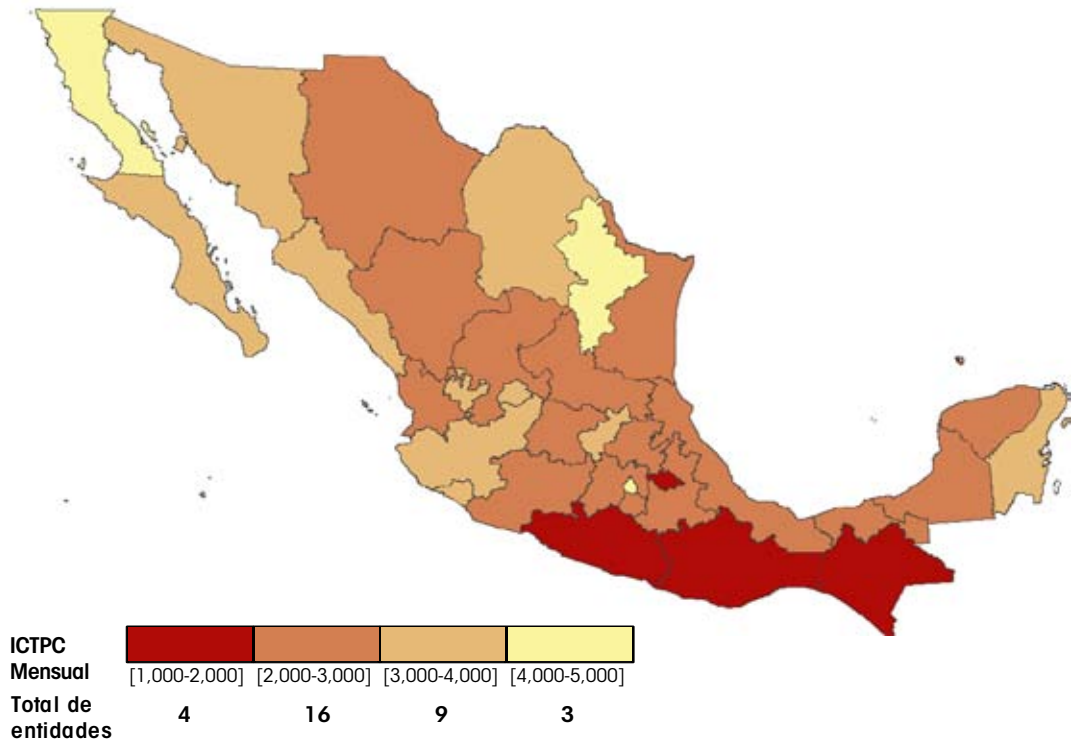 ICTPC
Mensual
[1,000-2,000] [2,000-3,000] [3,000-4,000] [4,000-5,000]
Total de
entidades
4 16 9 3